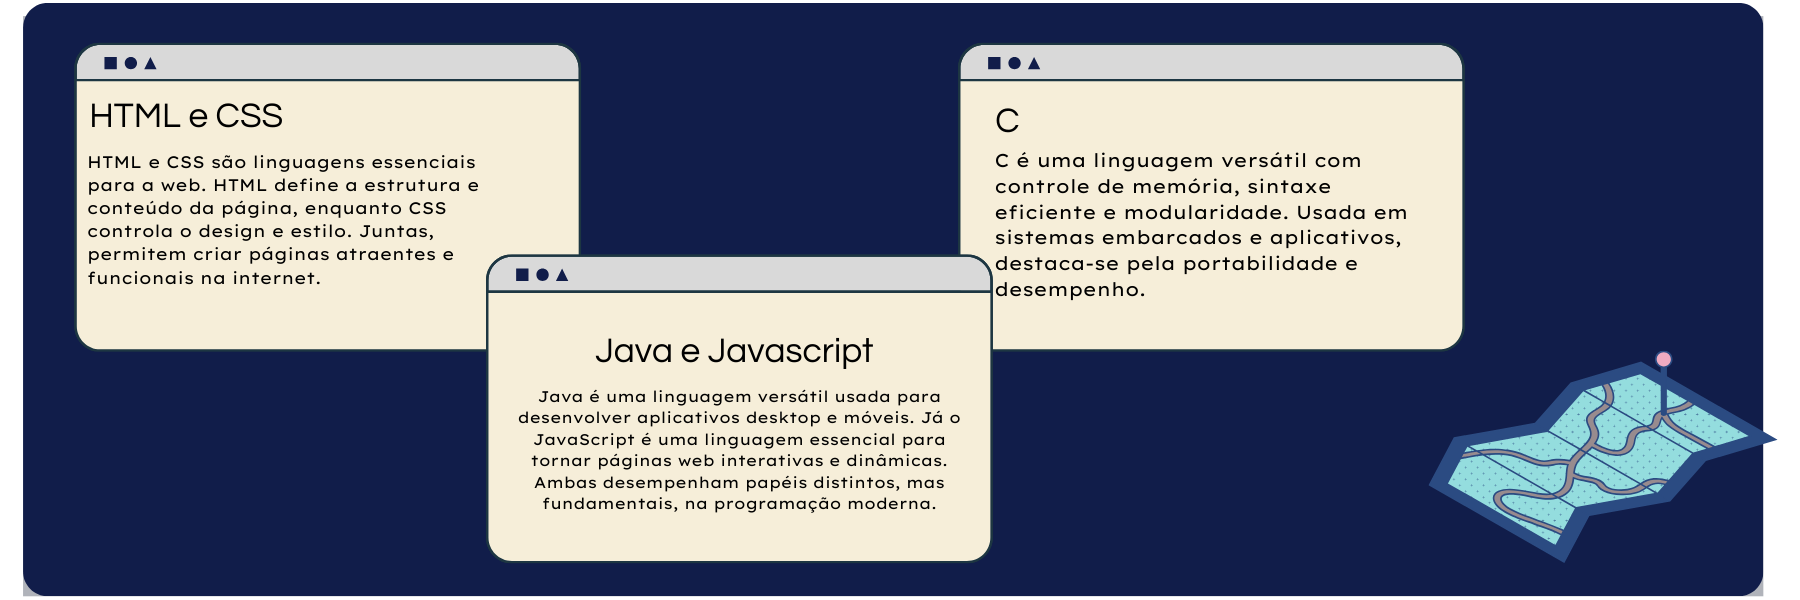 HTML e CSS
HTML e CSS são linguagens essenciais
para a web. HTML define a estrutura e
conteúdo da página, enquanto CSS
controla o design e estilo. Juntas,
permitem criar páginas atraentes e
funcionais na internet.
Java e Javascript
Java é uma linguagem versátil usada para
desenvolver aplicativos desktop e móveis. Já o
JavaScript é uma linguagem essencial para
tornar páginas web interativas e dinâmicas.
Ambas desempenham papéis distintos, mas
fundamentais, na programação moderna.
C
C é uma linguagem versátil com
controle de memória, sintaxe
eficiente e modularidade. Usada em
sistemas embarcados e aplicativos,
destaca-se pela portabilidade e
desempenho.